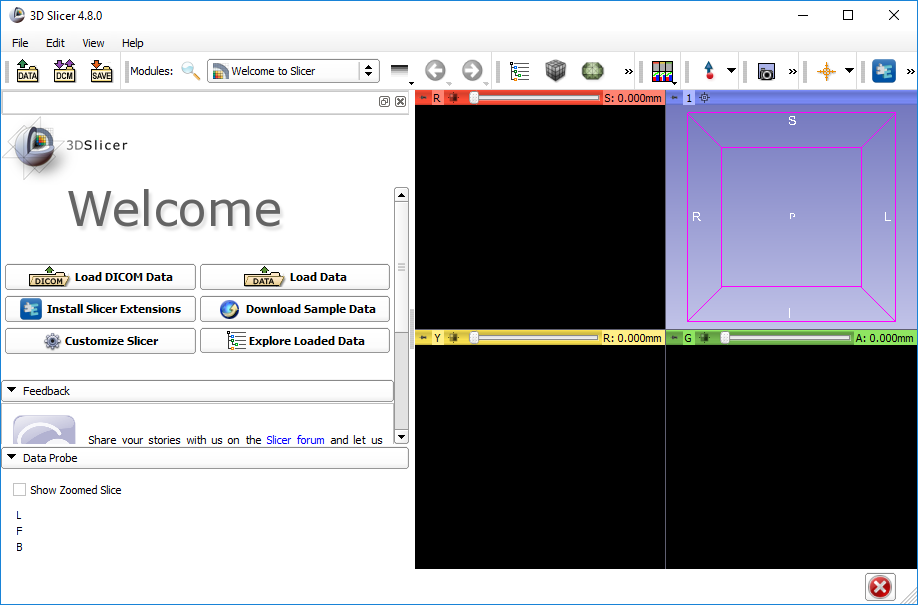 3D Slicer 4.8.0
File Edit View Help
DATA DCM SAVE Modules: Welcome to Slicer
R S: 0.000mm 1
3DSlicer
Welcome
S
R P L
I
DICOM Load DICOM Data DATA Load Data
Install Slicer Extensions Download Sample Data
Customize Slicer Explore Loaded Data
Y R: 0.000mm G A: 0.000mm
Feedback
Share your stories with us on the Slicer forum and let us
Data Probe
Show Zoomed Slice
L
F
B